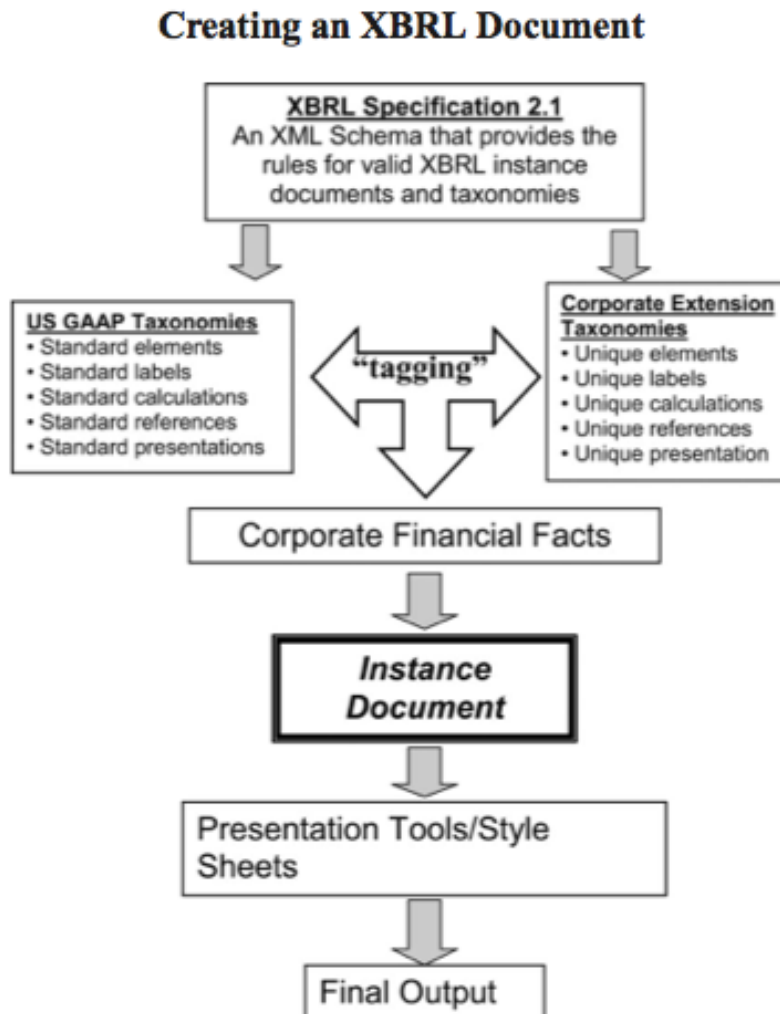 Creating an XBRL Document
XBRL Specification 2.1
An XML Schema that provides the
rules for valid XBRL instance
documents and taxonomies
US GAAP Taxonomies
• Standard elements
• Standard labels
• Standard calculations
• Standard references
• Standard presentations
"tagging"
Corporate Extension
Taxonomies
• Unique elements
• Unique labels
• Unique calculations
• Unique references
• Unique presentation
Corporate Financial Facts
Instance
Document
Presentation Tools/Style
Sheets
Final Output